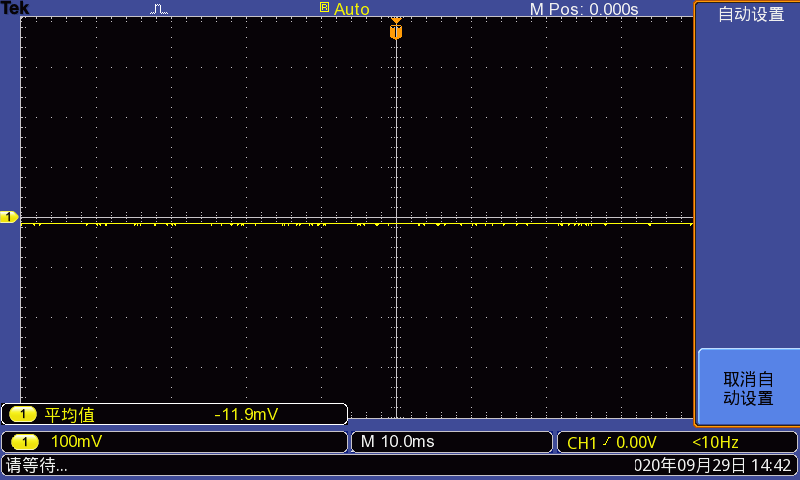 Tek
R Auto
M Pos: 0.000s
自动设置
T
1
取消自
动设置
1 平均值 -11.9mV
1 100mV
M 10.0ms
CH1 0.00V <10Hz
请等待...
020年09月29日 14:42